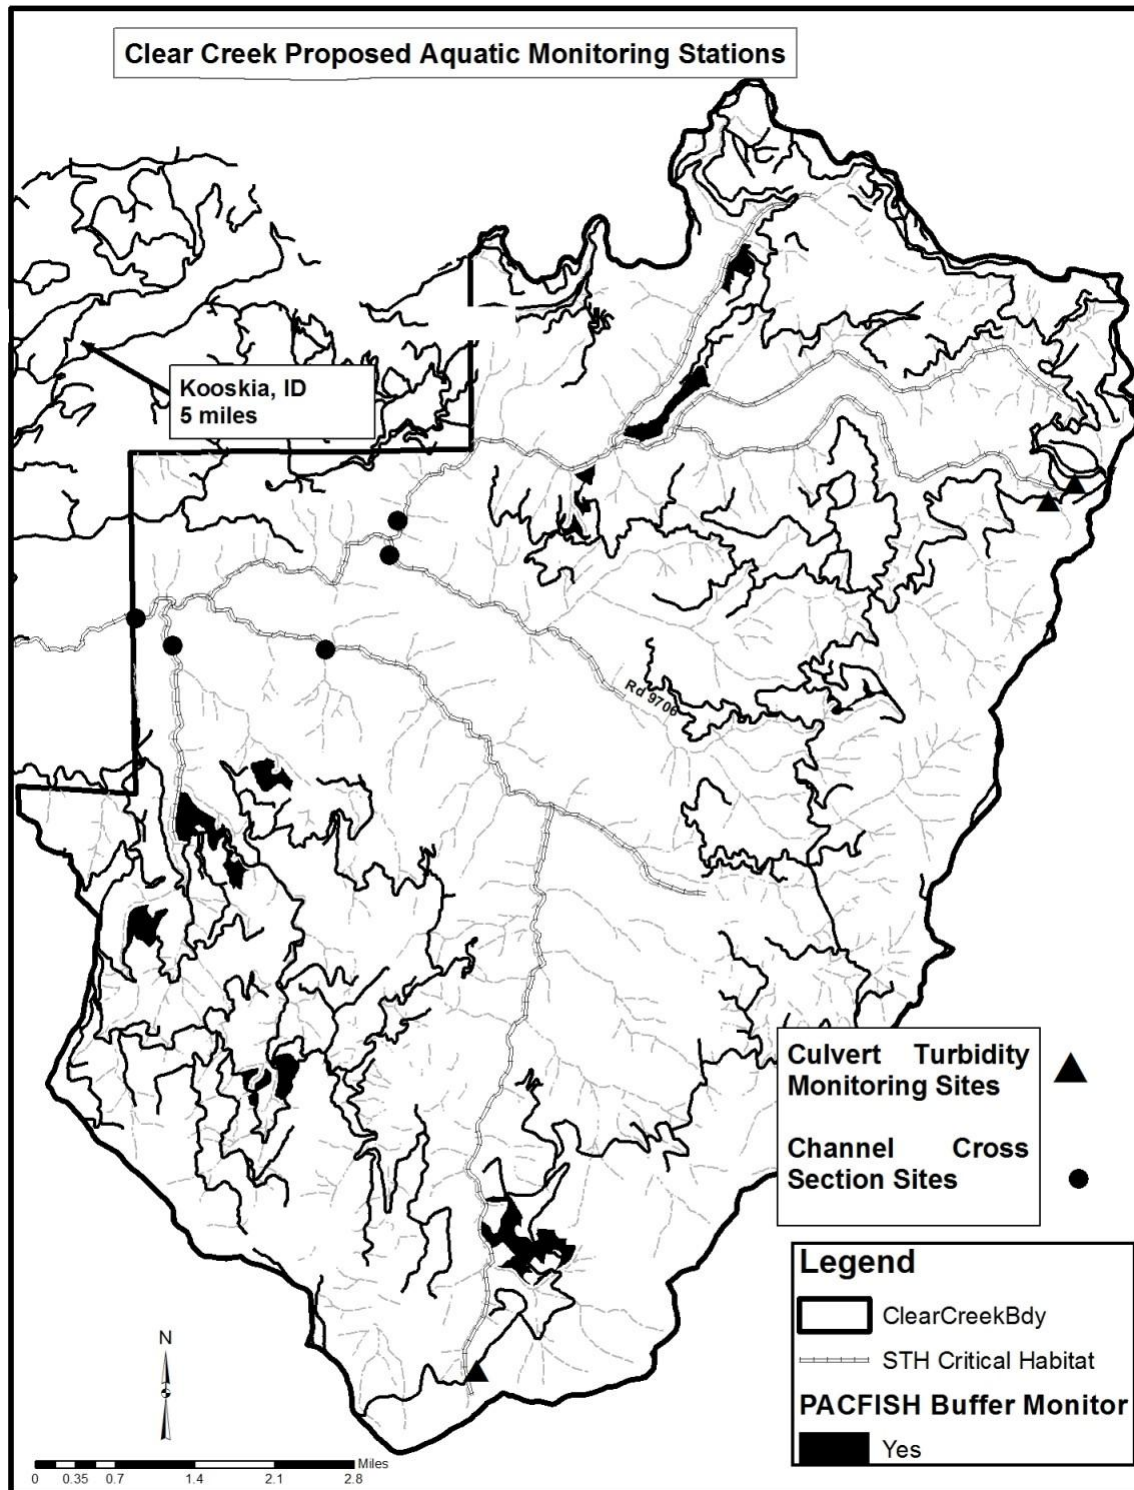 Clear Creek Proposed Aquatic Monitoring Stations
Kooskia, ID
5 miles
Rd 9706
Culvert Turbidity
Monitoring Sites
Channel Cross
Section Sites
Legend
ClearCreekBdy
STH Critical Habitat
PACFISH Buffer Monitor
Yes
N
Miles
0 0.35 0.7 1.4 2.1 2.8